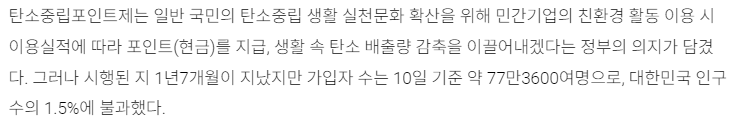 탄소중립포인트제는 일반 국민의 탄소중립 생활 실천문화 확산을 위해 민간기업의 친환경 활동 이용 시
이용실적에 따라 포인트(현금)를 지급, 생활 속 탄소 배출량 감축을 이끌어내겠다는 정부의 의지가 담겼
다. 그러나 시행된 지 1년7개월이 지났지만 가입자 수는 10일 기준 약 77만3600여명으로, 대한민국 인구
수의 1.5%에 불과했다.